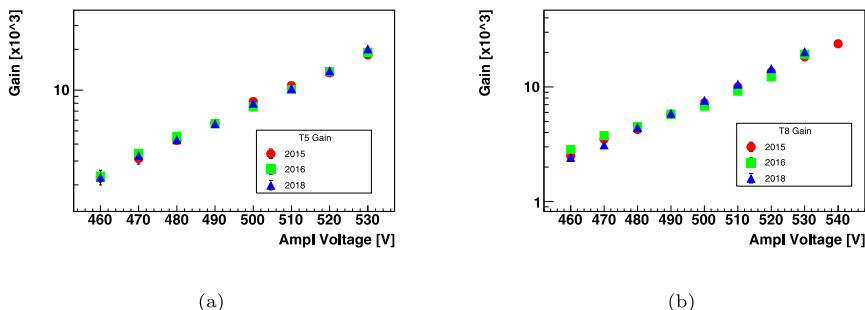 Gain [x10^3]
10
T5 Gain
2015
2016
2018
460 470 480 490 500 510 520 530
Ampl Voltage [V]
(a)
Gain [x10^3]
10
1
T8 Gain
2015
2016
2018
460 470 480 490 500 510 520 530 540
Ampl Voltage [V]
(b)